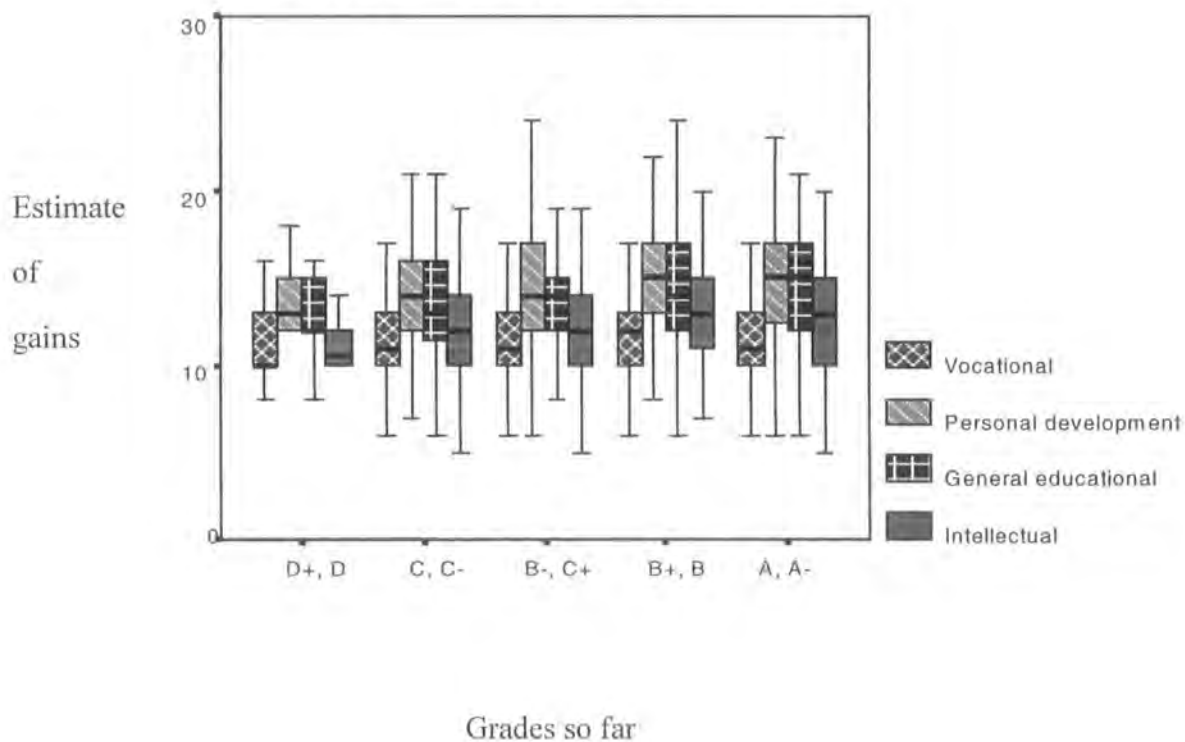 30
Estimate
20
of
gains
10
0
Vocational
Personal development
General educational
Intellectual
D+, D
C, C-
B-, C+
B+, B
A, A-
Grades so far